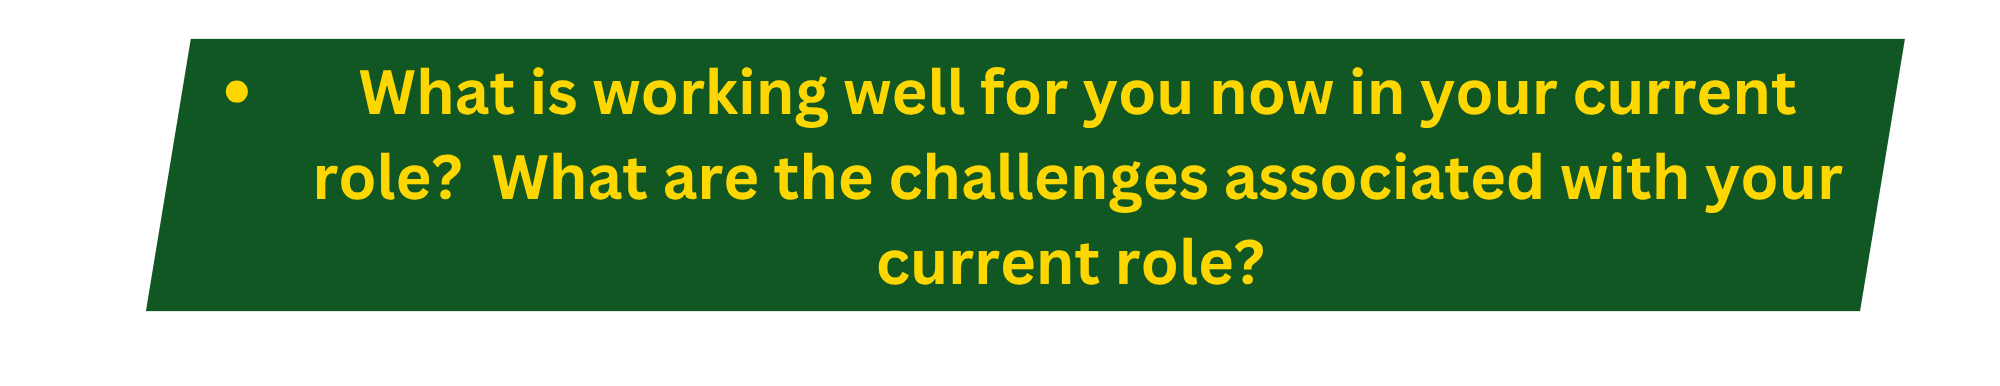 • What is working well for you now in your current
role?  What are the challenges associated with your
current role?